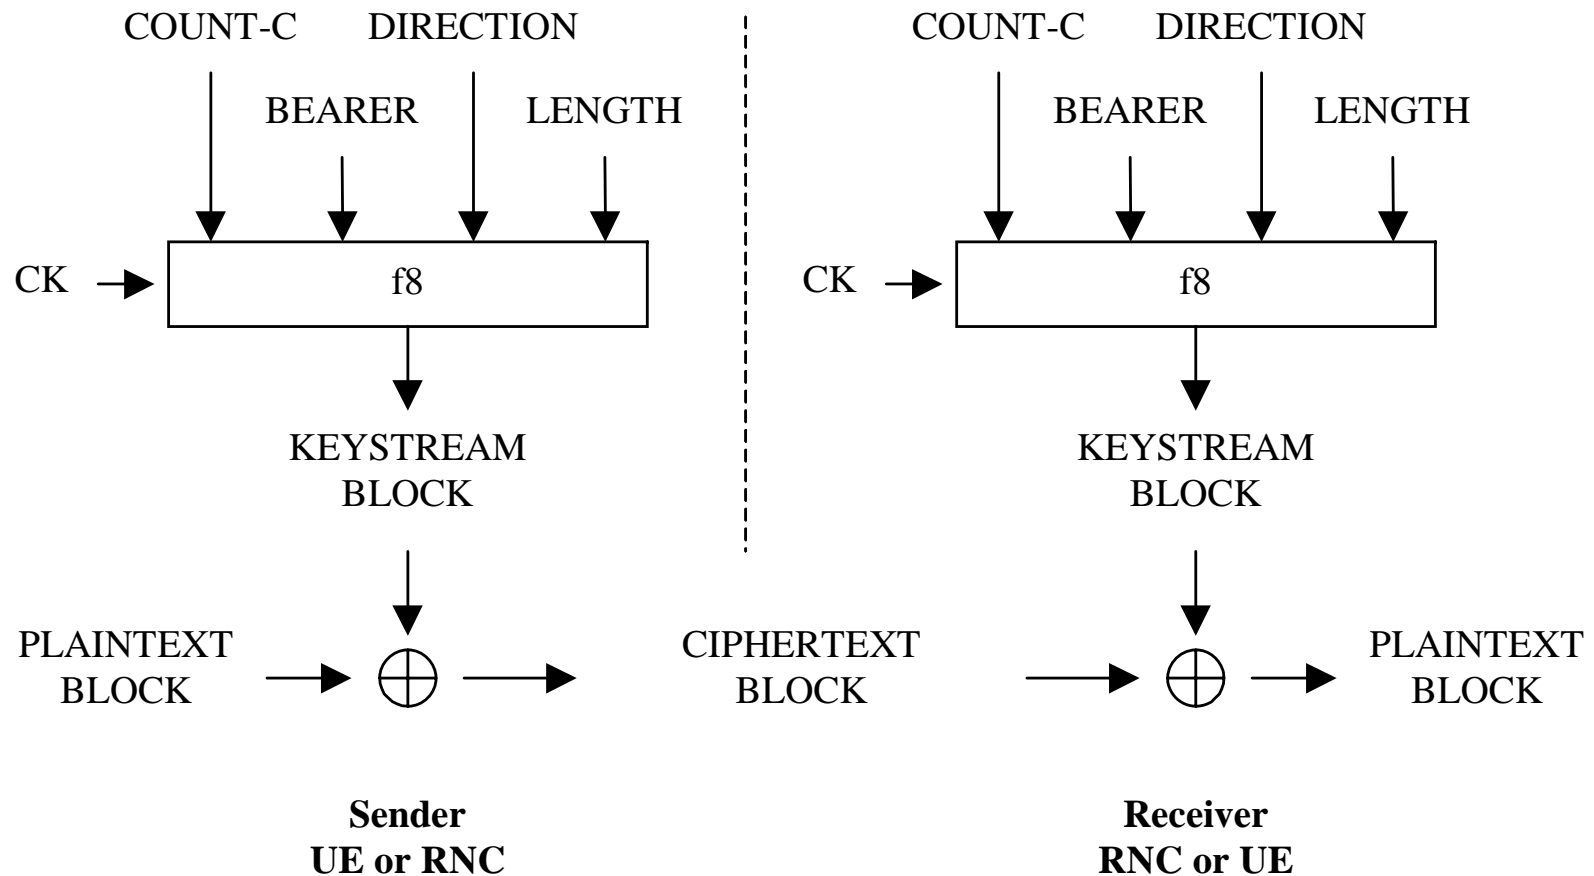 COUNT-C DIRECTION COUNT-C DIRECTION
BEARER LENGTH BEARER LENGTH
CK f8 CK f8
KEYSTREAM KEYSTREAM
BLOCK BLOCK
PLAINTEXT CIPHERTEXT PLAINTEXT
BLOCK BLOCK BLOCK
Sender Receiver
UE or RNC RNC or UE